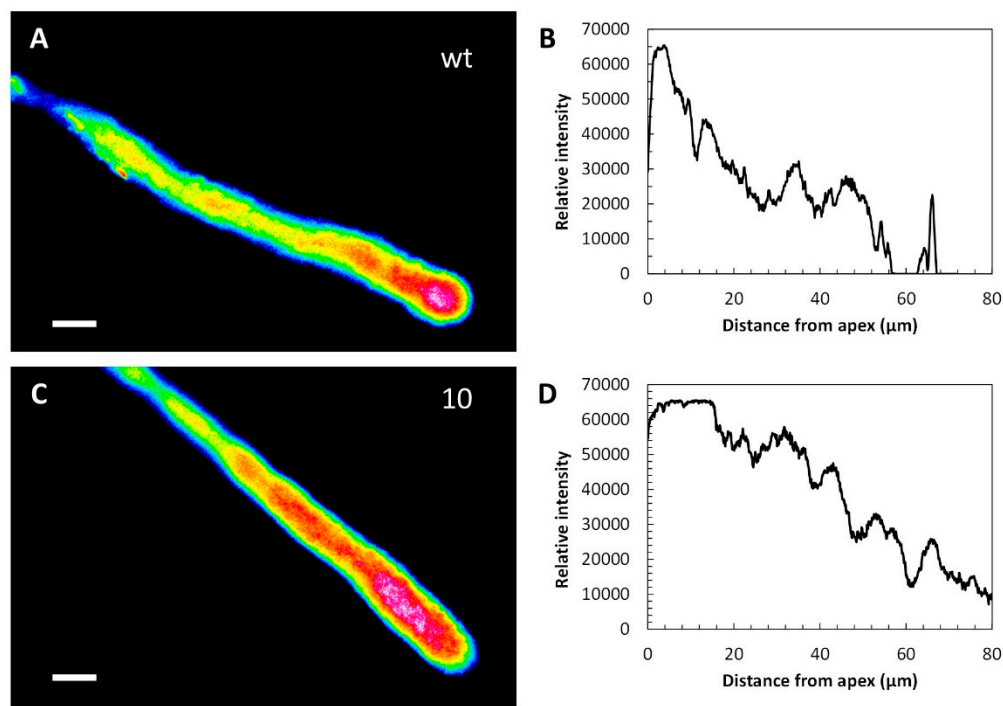 A
wt
B
70000
60000
50000
40000
30000
20000
10000
0
Relative intensity
0 20 40 60 80
Distance from apex (µm)
C
10
D
70000
60000
50000
40000
30000
20000
10000
0
Relative intensity
0 20 40 60 80
Distance from apex (µm)